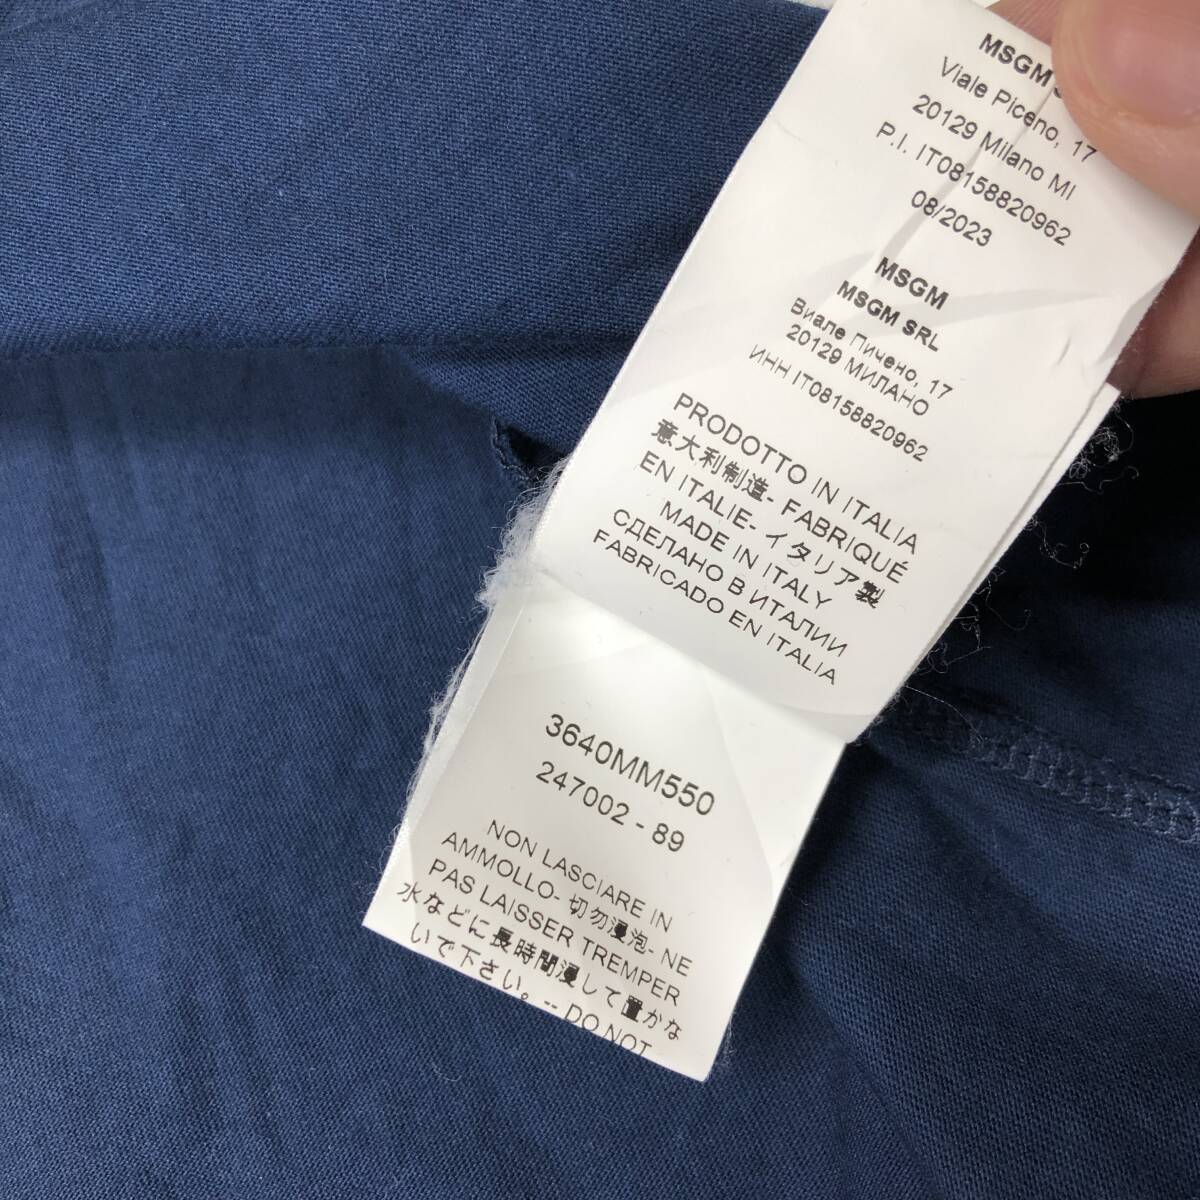 MSGM S
Viale Piceno, 17
20129 Milano MI
P.I. IT08158820962
08/2023
MSGM
MSGM SRL
Виале Пичено, 17
20129 МИЛАНО
ИНН IT08158820962
PRODOTTO IN ITALIA
意大利制造- FABRIQUÉ
EN ITALIE- イタリア製
MADE IN ITALY
СДЕЛАНО В ИТАЛИИ
FABRICADO EN ITALIA
3640MM550
247002 - 89
NON LASCIARE IN
AMMOLLO- 切勿浸泡- NE
PAS LAISSER TREMPER
水などに長時間浸して置かな
いで下さい。-- DO NOT